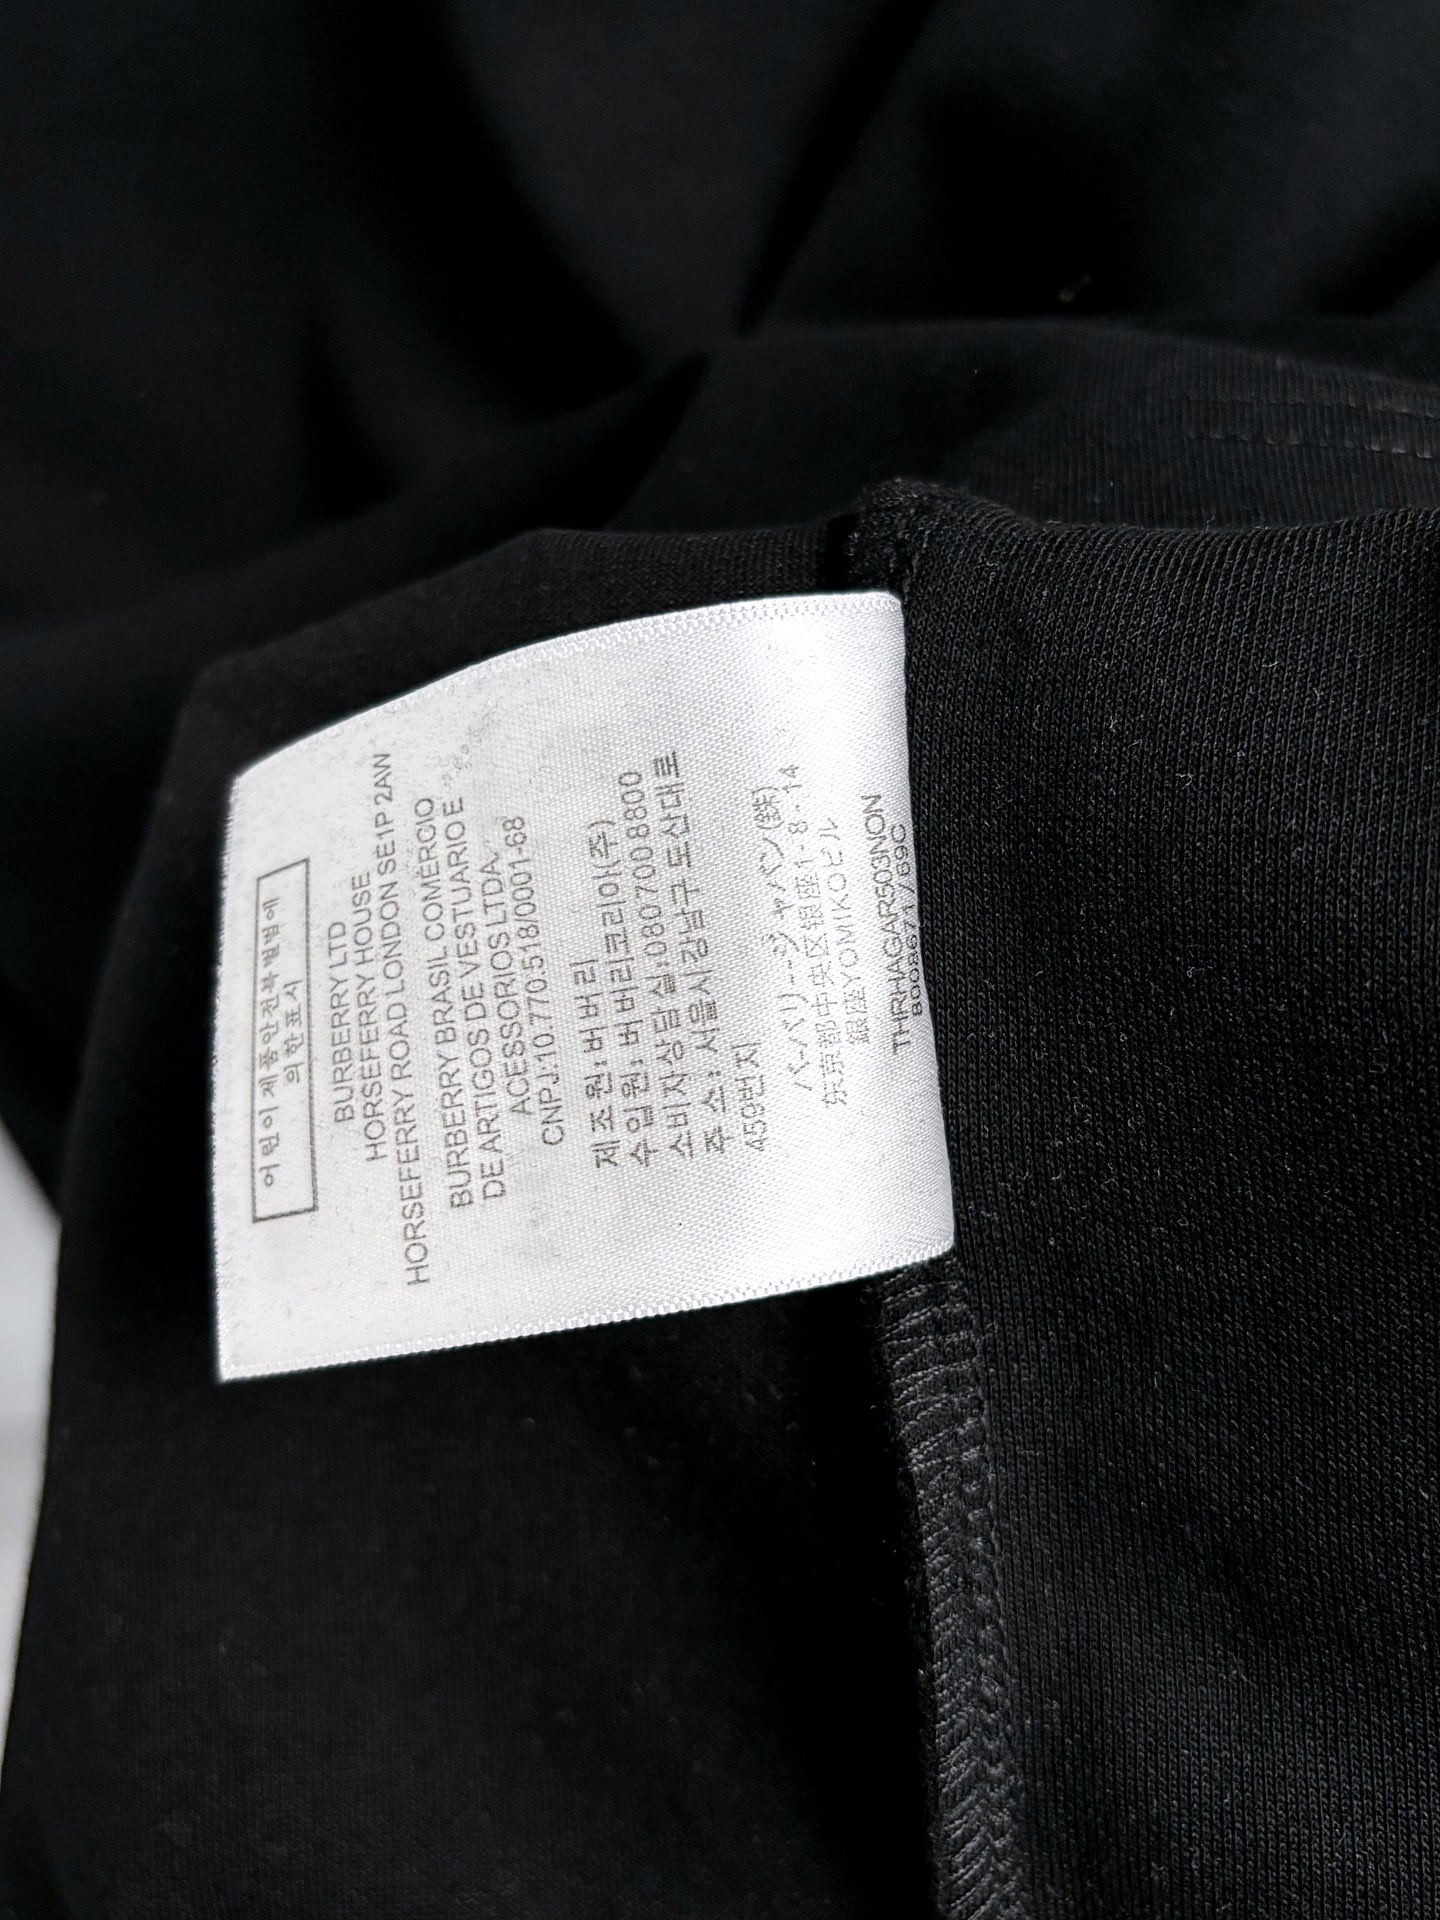 어린이제품안전특별법에
의한표시
BURBERRY LTD
HORSEFERRY HOUSE
HORSEFERRY ROAD LONDON SE1P 2AW
BURBERRY BRASIL COMÉRCIO
DE ARTIGOS DE VESTUARIO E
ACESSORIOS LTDA.
CNPJ:10.770.518/0001-68
제조원:버버리
수입원:버버리코리아(주)
소비자상담실:080 700 8800
주소:서울시강남구 도산대로
459번지
バーバリー・ジャパン(株)
东京都中央区银座1-8-14
銀座YOMIKOビル
THRHAGAR503NON
8008671 / 69C